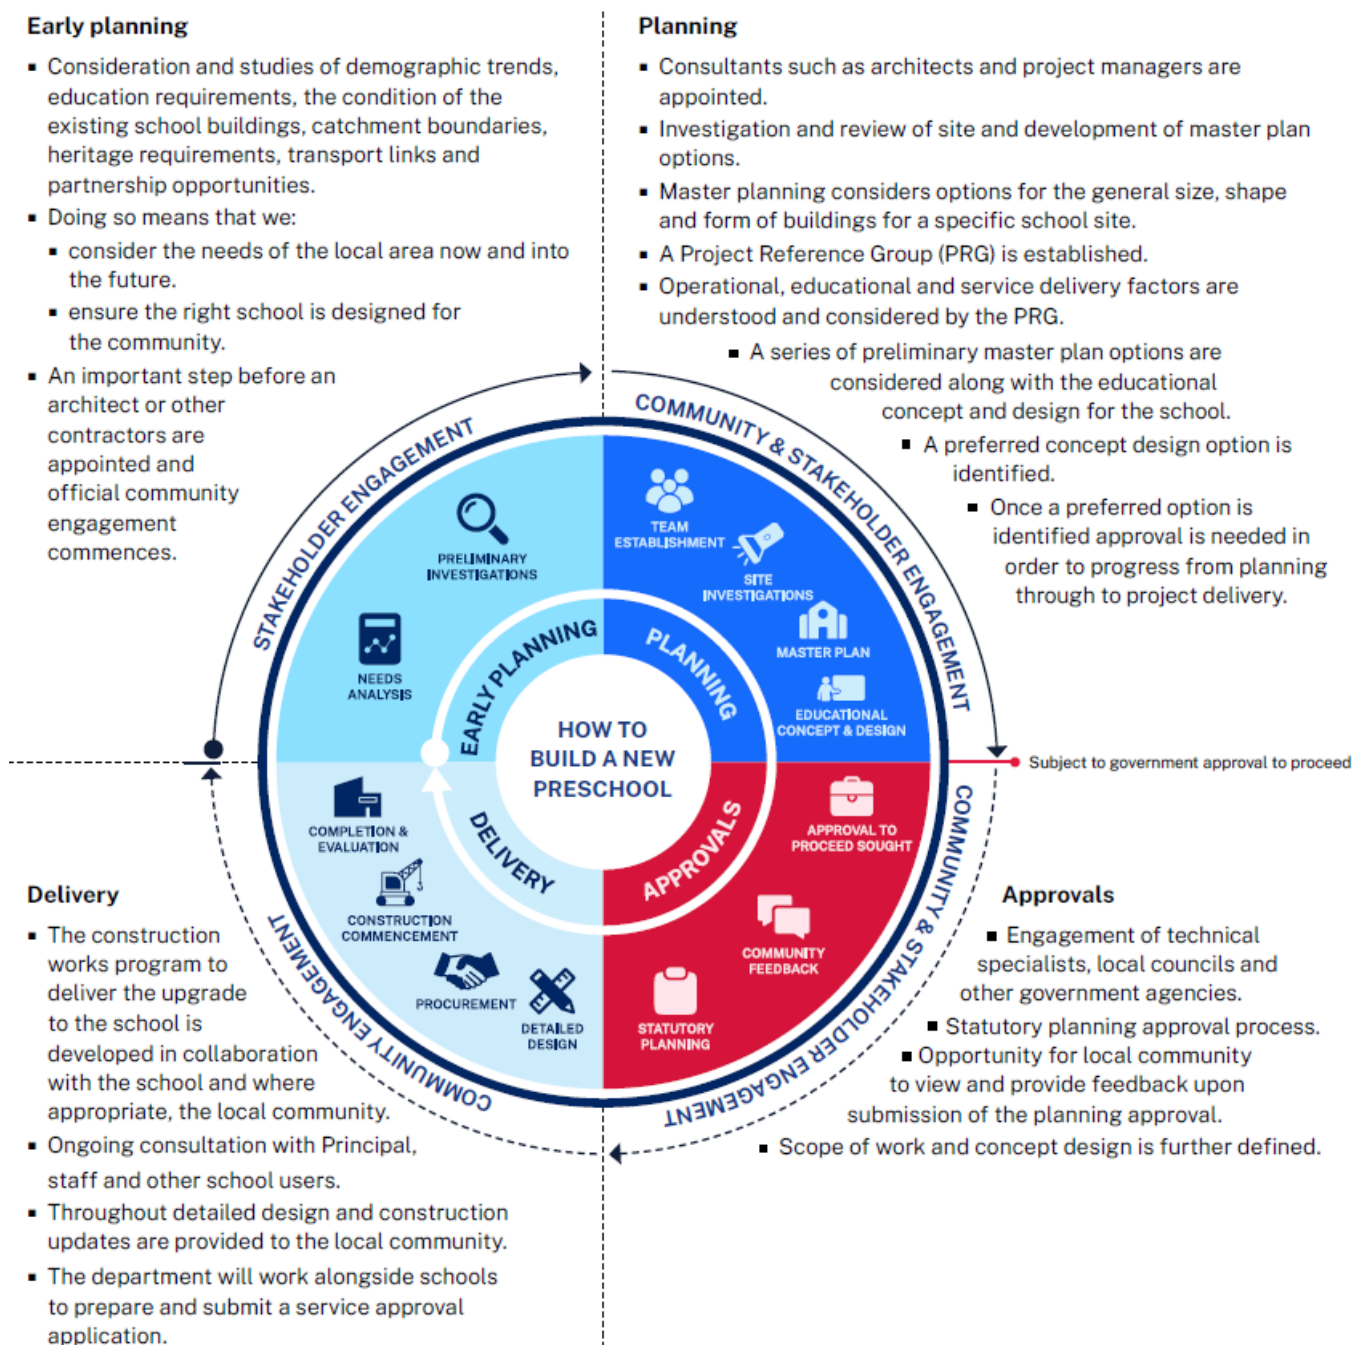 Early planning
▪ Consideration and studies of demographic trends,
education requirements, the condition of the
existing school buildings, catchment boundaries,
heritage requirements, transport links and
partnership opportunities.
▪ Doing so means that we:
▪ consider the needs of the local area now and into
the future.
▪ ensure the right school is designed for
the community.
▪ An important step before an
architect or other
contractors are
appointed and
official community
engagement
commences.
Planning
▪ Consultants such as architects and project managers are
appointed.
▪ Investigation and review of site and development of master plan
options.
▪ Master planning considers options for the general size, shape
and form of buildings for a specific school site.
▪ A Project Reference Group (PRG) is established.
▪ Operational, educational and service delivery factors are
understood and considered by the PRG.
▪ A series of preliminary master plan options are
considered along with the educational
concept and design for the school.
▪ A preferred concept design option is
identified.
▪ Once a preferred option is
identified approval is needed in
order to progress from planning
through to project delivery.
STAKEHOLDER ENGAGEMENT
COMMUNITY & STAKEHOLDER ENGAGEMENT
PRELIMINARY
INVESTIGATIONS
NEEDS
ANALYSIS
TEAM
ESTABLISHMENT
SITE
INVESTIGATIONS
MASTER PLAN
EDUCATIONAL
CONCEPT & DESIGN
EARLY PLANNING
PLANNING
HOW TO
BUILD A NEW
PRESCHOOL
DELIVERY
APPROVALS
Subject to government approval to proceed
APPROVAL TO
PROCEED SOUGHT
COMMUNITY
FEEDBACK
STATUTORY
PLANNING
COMPLETION &
EVALUATION
CONSTRUCTION
COMMENCEMENT
PROCUREMENT
DETAILED
DESIGN
COMMUNITY & STAKEHOLDER ENGAGEMENT
COMMUNITY ENGAGEMENT
Delivery
▪ The construction
works program to
deliver the upgrade
to the school is
developed in collaboration
with the school and where
appropriate, the local community.
▪ Ongoing consultation with Principal,
staff and other school users.
▪ Throughout detailed design and construction
updates are provided to the local community.
▪ The department will work alongside schools
to prepare and submit a service approval
application.
Approvals
▪ Engagement of technical
specialists, local councils and
other government agencies.
▪ Statutory planning approval process.
▪ Opportunity for local community
to view and provide feedback upon
submission of the planning approval.
▪ Scope of work and concept design is further defined.